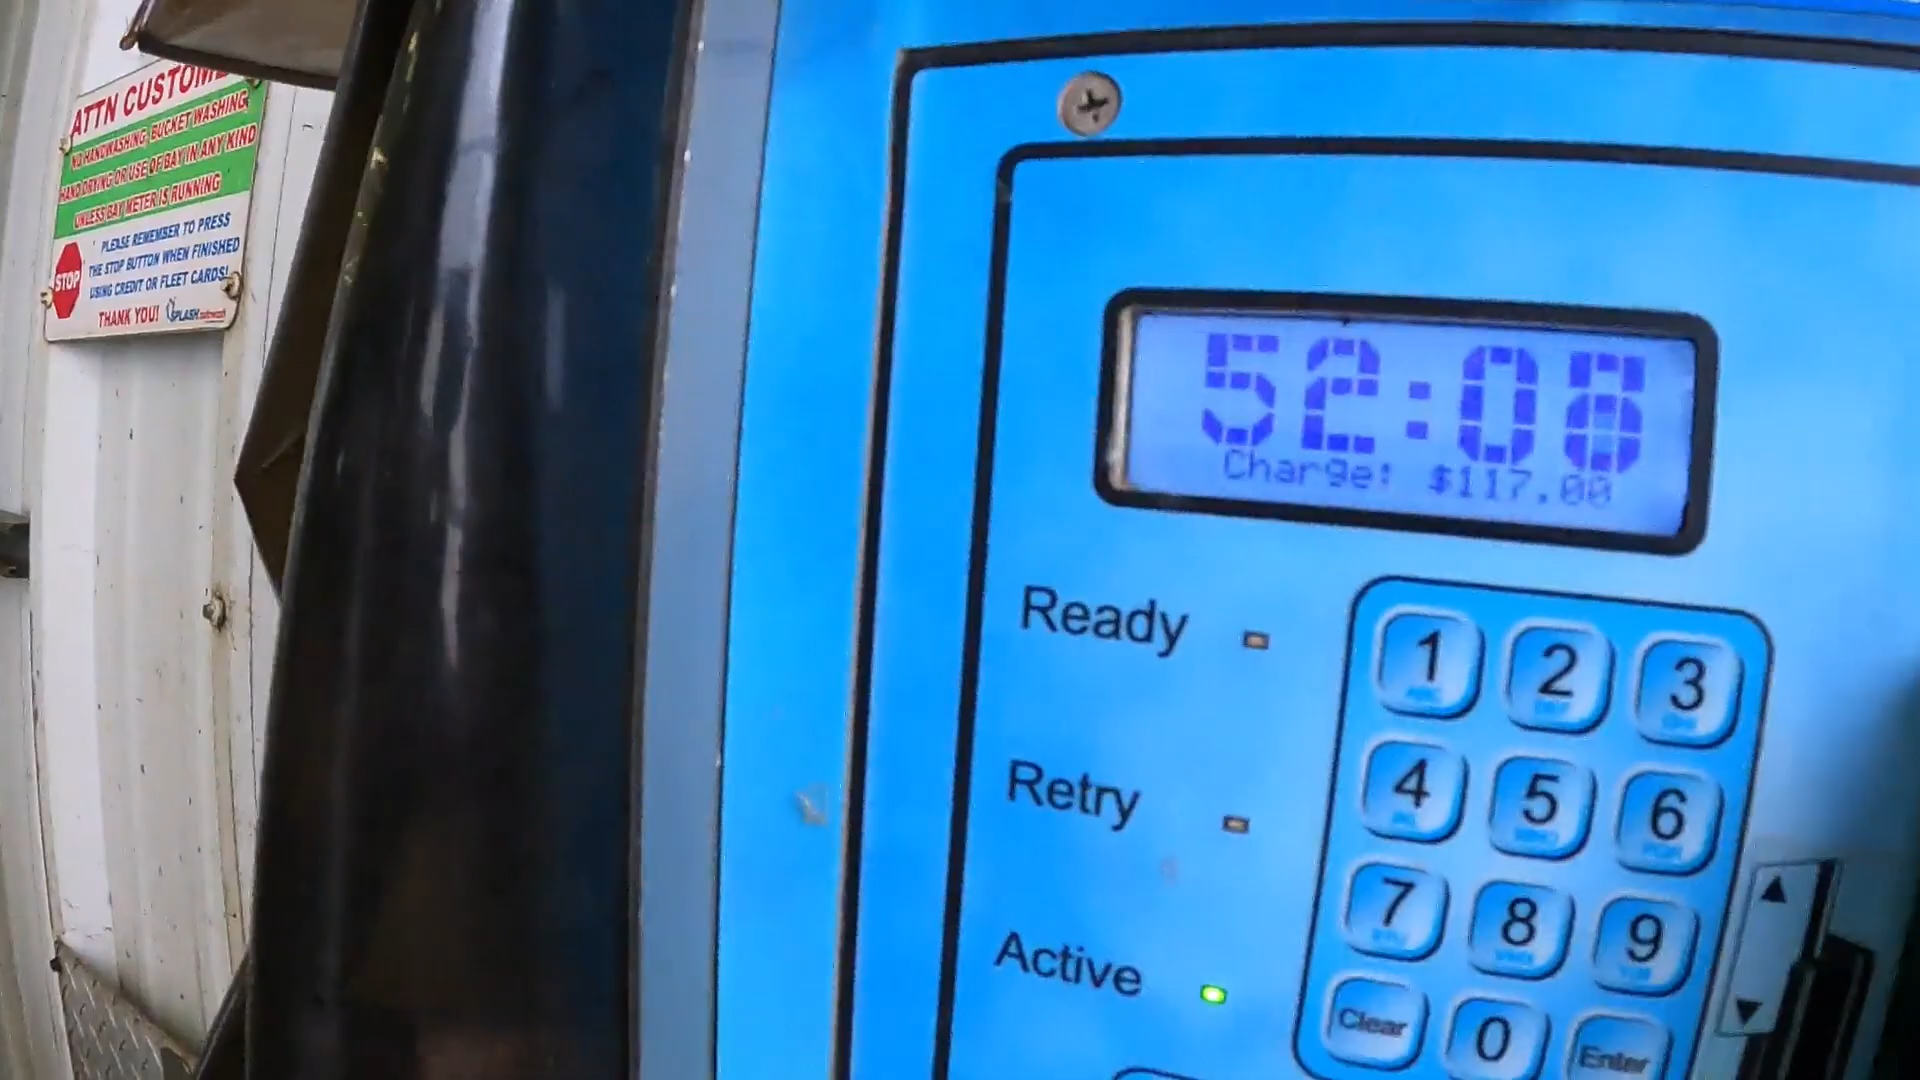 ATTN CUSTOME
NO HANDWASHING, BUCKET WASHING,
HAND DRYING OR USE OF BAY IN ANY KIND
UNLESS BAY METER IS RUNNING
STOP
PLEASE REMEMBER TO PRESS
THE STOP BUTTON WHEN FINISHED
USING CREDIT OR FLEET CARDS!
THANK YOU!
SPLASH
52:08
Charge: $117.00
Ready
Retry
Active
1 2 3
4 5 6
7 8 9
Clear 0 Enter